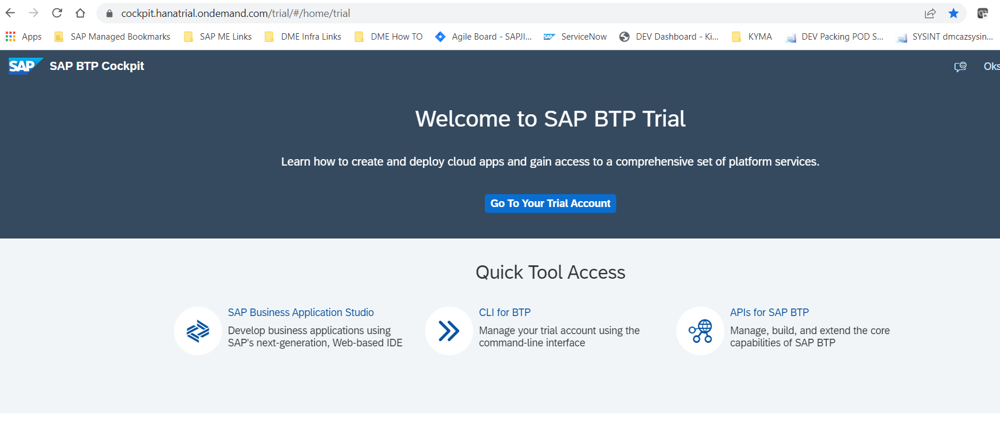 cockpit.hanatrial.ondemand.com/trial/#/home/trial
Apps SAP Managed Bookmarks SAP ME Links DME Infra Links DME How TO Agile Board - SAPJI... SAP ServiceNow DEV Dashboard - Ki... KYMA DEV Packing POD S... SYSINT dmcazsysin...
SAP SAP BTP Cockpit Oks
Welcome to SAP BTP Trial
Learn how to create and deploy cloud apps and gain access to a comprehensive set of platform services.
Go To Your Trial Account
Quick Tool Access
SAP Business Application Studio
Develop business applications using
SAP's next-generation, Web-based IDE
CLI for BTP
Manage your trial account using the
command-line interface
APIs for SAP BTP
Manage, build, and extend the core
capabilities of SAP BTP